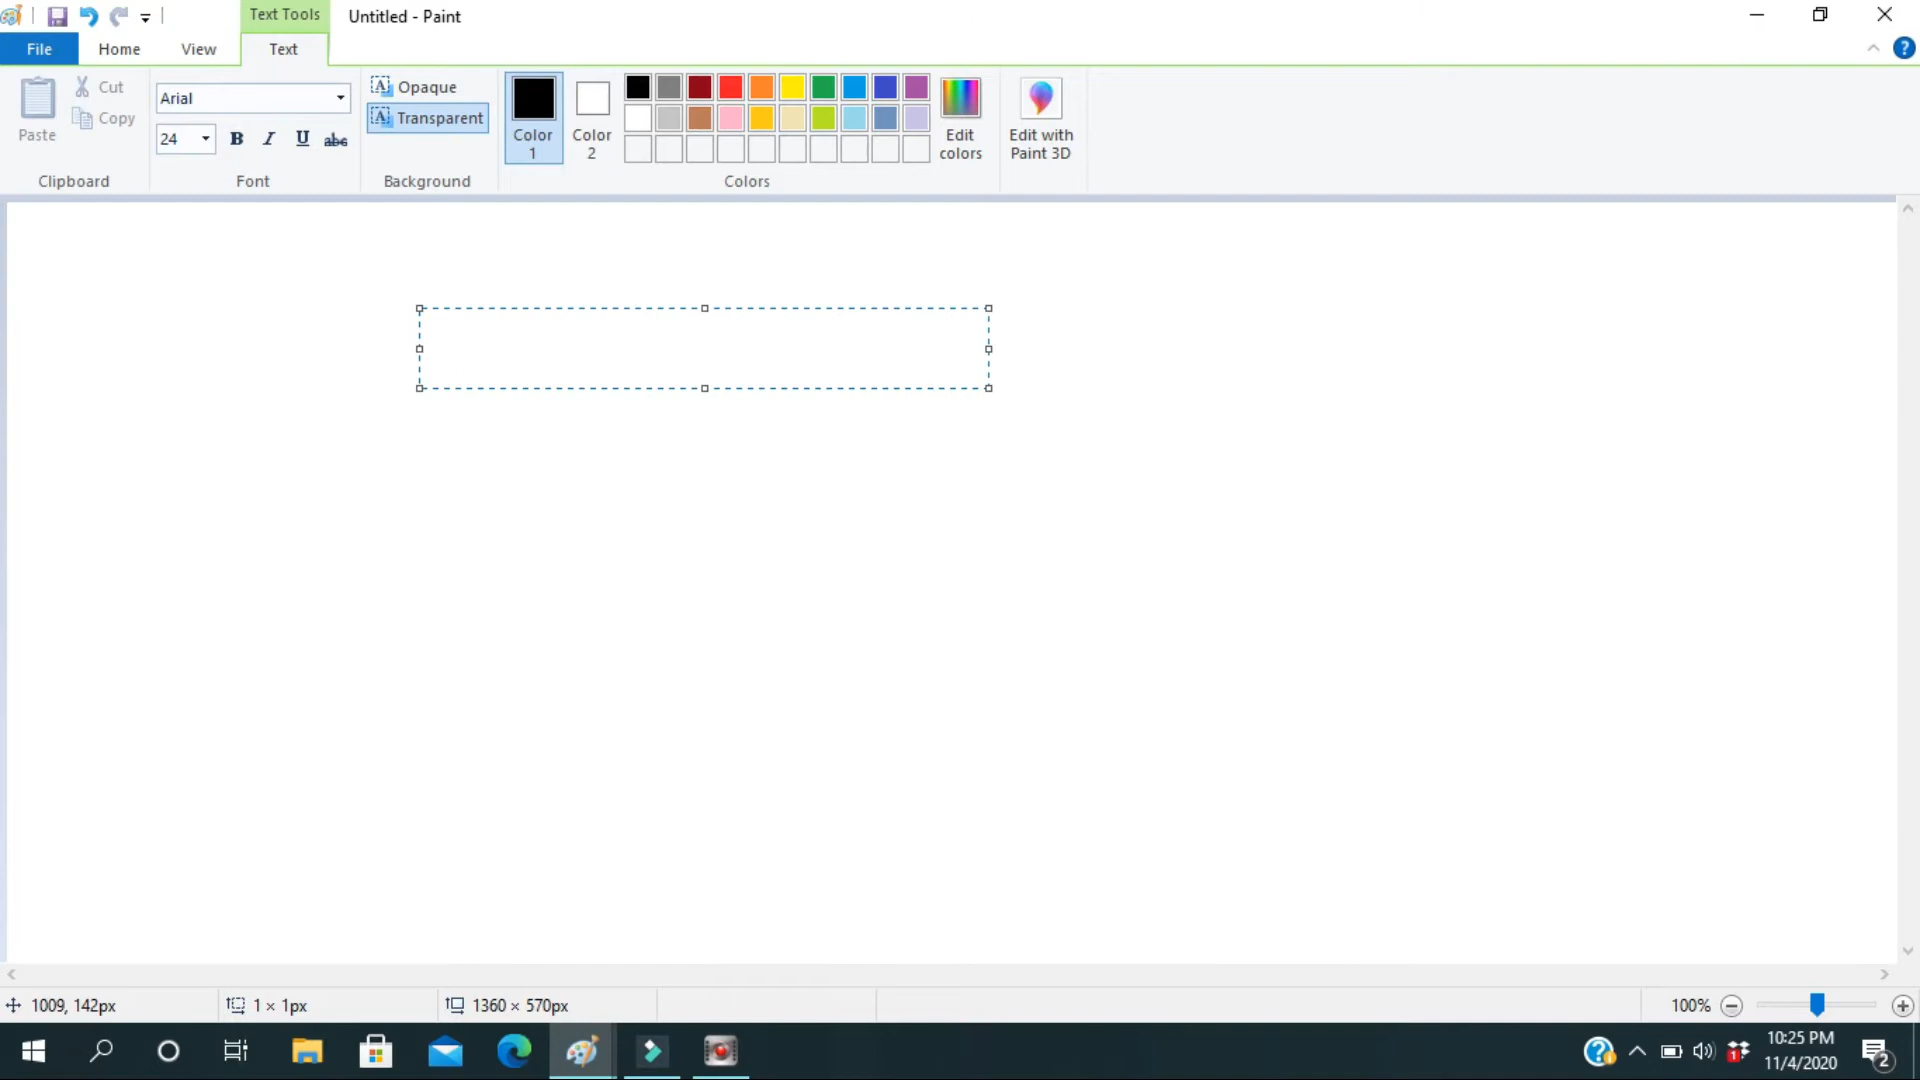 Text Tools
Untitled - Paint
File
Home
View
Text
?
Paste
Cut
Copy
Clipboard
Arial
24
B I U abc
Font
Opaque
Transparent
Background
Color 1
Color 2
Colors
Edit colors
Edit with Paint 3D
1009, 142px
1 × 1px
1360 × 570px
100%
10:25 PM
11/4/2020
1
2